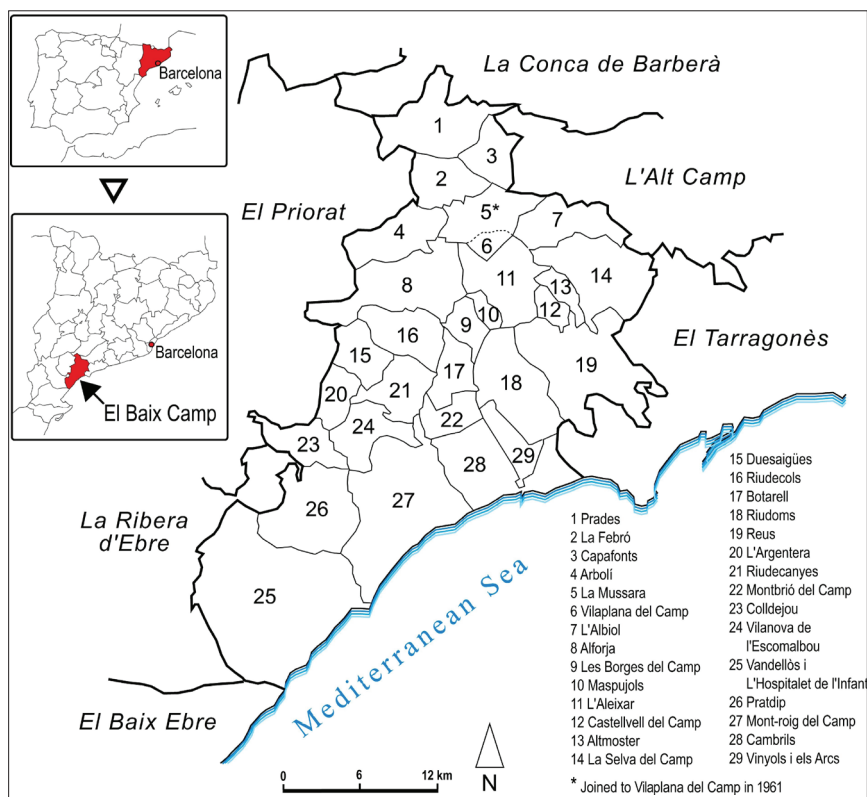 Barcelona
Barcelona
El Baix Camp
La Conca de Barberà
L'Alt Camp
El Priorat
El Tarragonès
La Ribera
d'Ebre
El Baix Ebre
Mediterranean Sea
1
2
3
4
5*
6
7
8
9
10
11
12
13
14
15
16
17
18
19
20
21
22
23
24
25
26
27
28
29
1 Prades
2 La Febró
3 Capafonts
4 Arbolí
5 La Mussara
6 Vilaplana del Camp
7 L'Albiol
8 Alforja
9 Les Borges del Camp
10 Maspujols
11 L'Aleixar
12 Castellvell del Camp
13 Altmoster
14 La Selva del Camp
15 Duesaigües
16 Riudecols
17 Botarell
18 Riudoms
19 Reus
20 L'Argentera
21 Riudecanyes
22 Montbrió del Camp
23 Colldejou
24 Vilanova de
l'Escomalbou
25 Vandellòs i
L'Hospitalet de l'Infant
26 Pratdip
27 Mont-roig del Camp
28 Cambrils
29 Vinyols i els Arcs
* Joined to Vilaplana del Camp in 1961
0 6 12 km
N